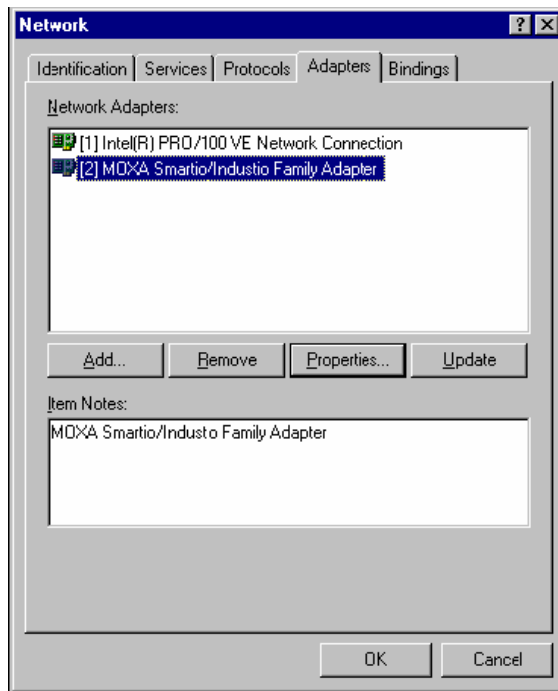 Network
Identification Services Protocols Adapters Bindings
Network Adapters:
[1] Intel(R) PRO/100 VE Network Connection
[2] MOXA Smartio/Industio Family Adapter
Add... Remove Properties... Update
Item Notes:
MOXA Smartio/Industo Family Adapter
OK Cancel